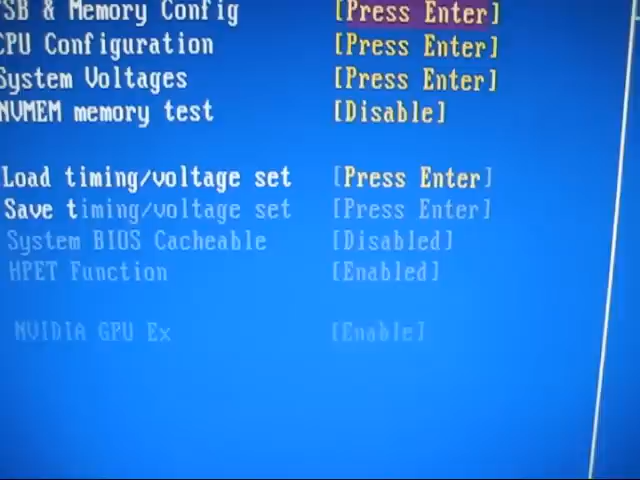 FSB & Memory Config [Press Enter]
CPU Configuration [Press Enter]
System Voltages [Press Enter]
NVMEM memory test [Disable]
Load timing/voltage set [Press Enter]
Save timing/voltage set [Press Enter]
System BIOS Cacheable [Disabled]
HPET Function [Enabled]
NVIDIA GPU Ex [Enable]